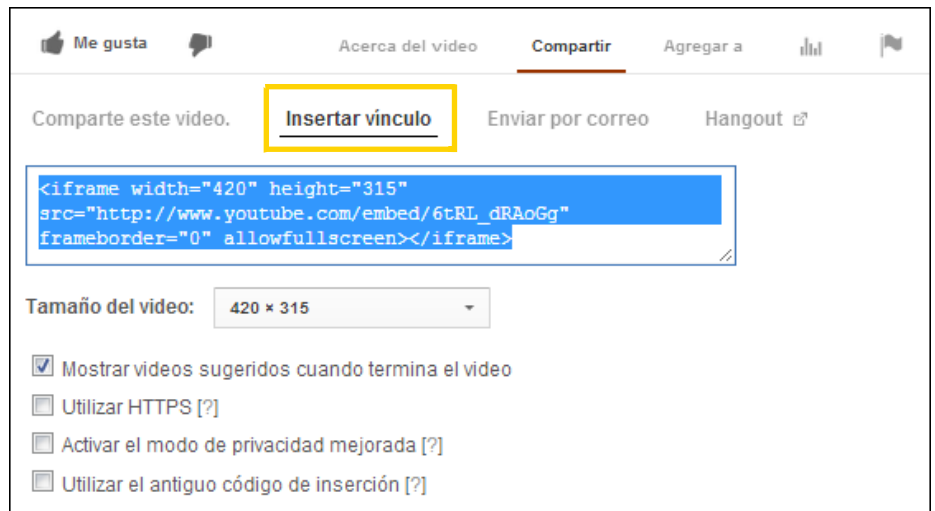 Me gusta Acerca del video Compartir Agregar a
Comparte este video. Insertar vínculo Enviar por correo Hangout
<iframe width="420" height="315"
src="http://www.youtube.com/embed/6tRL_dRAoGg"
frameborder="0" allowfullscreen></iframe>
Tamaño del video: 420 × 315
Mostrar videos sugeridos cuando termina el video
Utilizar HTTPS [?]
Activar el modo de privacidad mejorada [?]
Utilizar el antiguo código de inserción [?]